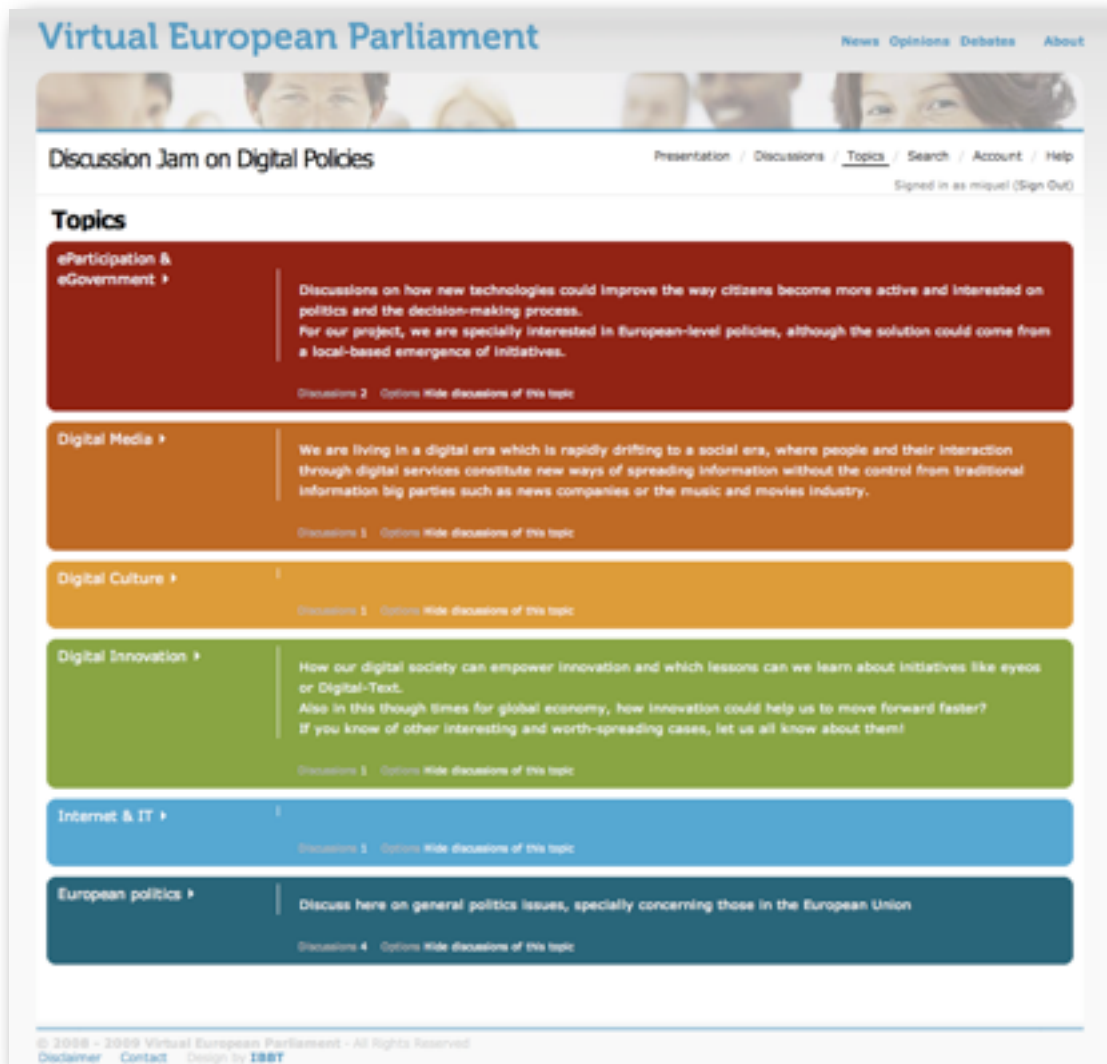 Virtual European Parliament
News Opinions Debates About
Discussion Jam on Digital Policies
Presentation / Discussions / Topics / Search / Account / Help
Signed in as miquel (Sign Out)
Topics
eParticipation &
eGovernment
Discussions on how new technologies could improve the way citizens become more active and interested on
politics and the decision-making process.
For our project, we are specially interested in European-level policies, although the solution could come from
a local-based emergence of initiatives.
Discussions 2 Options Hide discussions of this topic
Digital Media
We are living in a digital era which is rapidly drifting to a social era, where people and their interaction
through digital services constitute new ways of spreading information without the control from traditional
information big parties such as news companies or the music and movies industry.
Discussions 1 Options Hide discussions of this topic
Digital Culture
Discussions 1 Options Hide discussions of this topic
Digital Innovation
How our digital society can empower innovation and which lessons can we learn about initiatives like eyeos
or Digital-Text.
Also in this though times for global economy, how innovation could help us to move forward faster?
If you know of other interesting and worth-spreading cases, let us all know about them!
Discussions 1 Options Hide discussions of this topic
Internet & IT
Discussions 1 Options Hide discussions of this topic
European politics
Discuss here on general politics issues, specially concerning those in the European Union
Discussions 4 Options Hide discussions of this topic
© 2008 - 2009 Virtual European Parliament - All Rights Reserved
Disclaimer Contact Design by IBBT